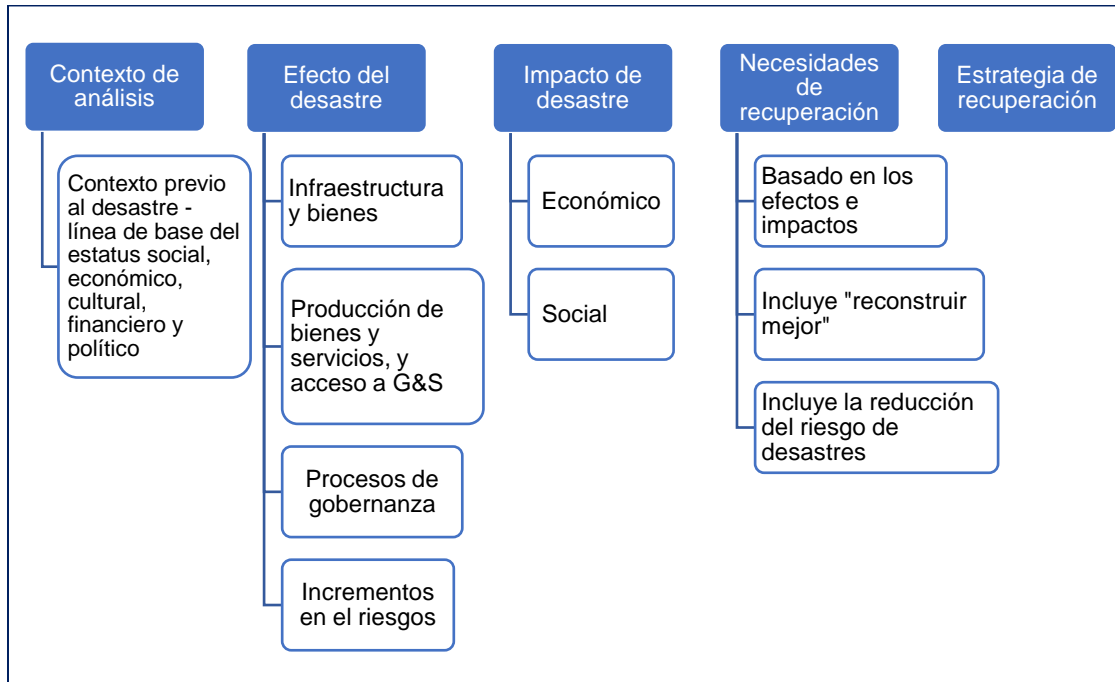 Contexto de
análisis
Contexto previo
al desastre -
línea de base del
estatus social,
económico,
cultural,
financiero y
político
Efecto del
desastre
Infraestructura
y bienes
Producción de
bienes y
servicios, y
acceso a G&S
Procesos de
gobernanza
Incrementos
en el riesgos
Impacto de
desastre
Económico
Social
Necesidades
de
recuperación
Basado en los
efectos e
impactos
Incluye "reconstruir
mejor"
Incluye la reducción
del riesgo de
desastres
Estrategia de
recuperación